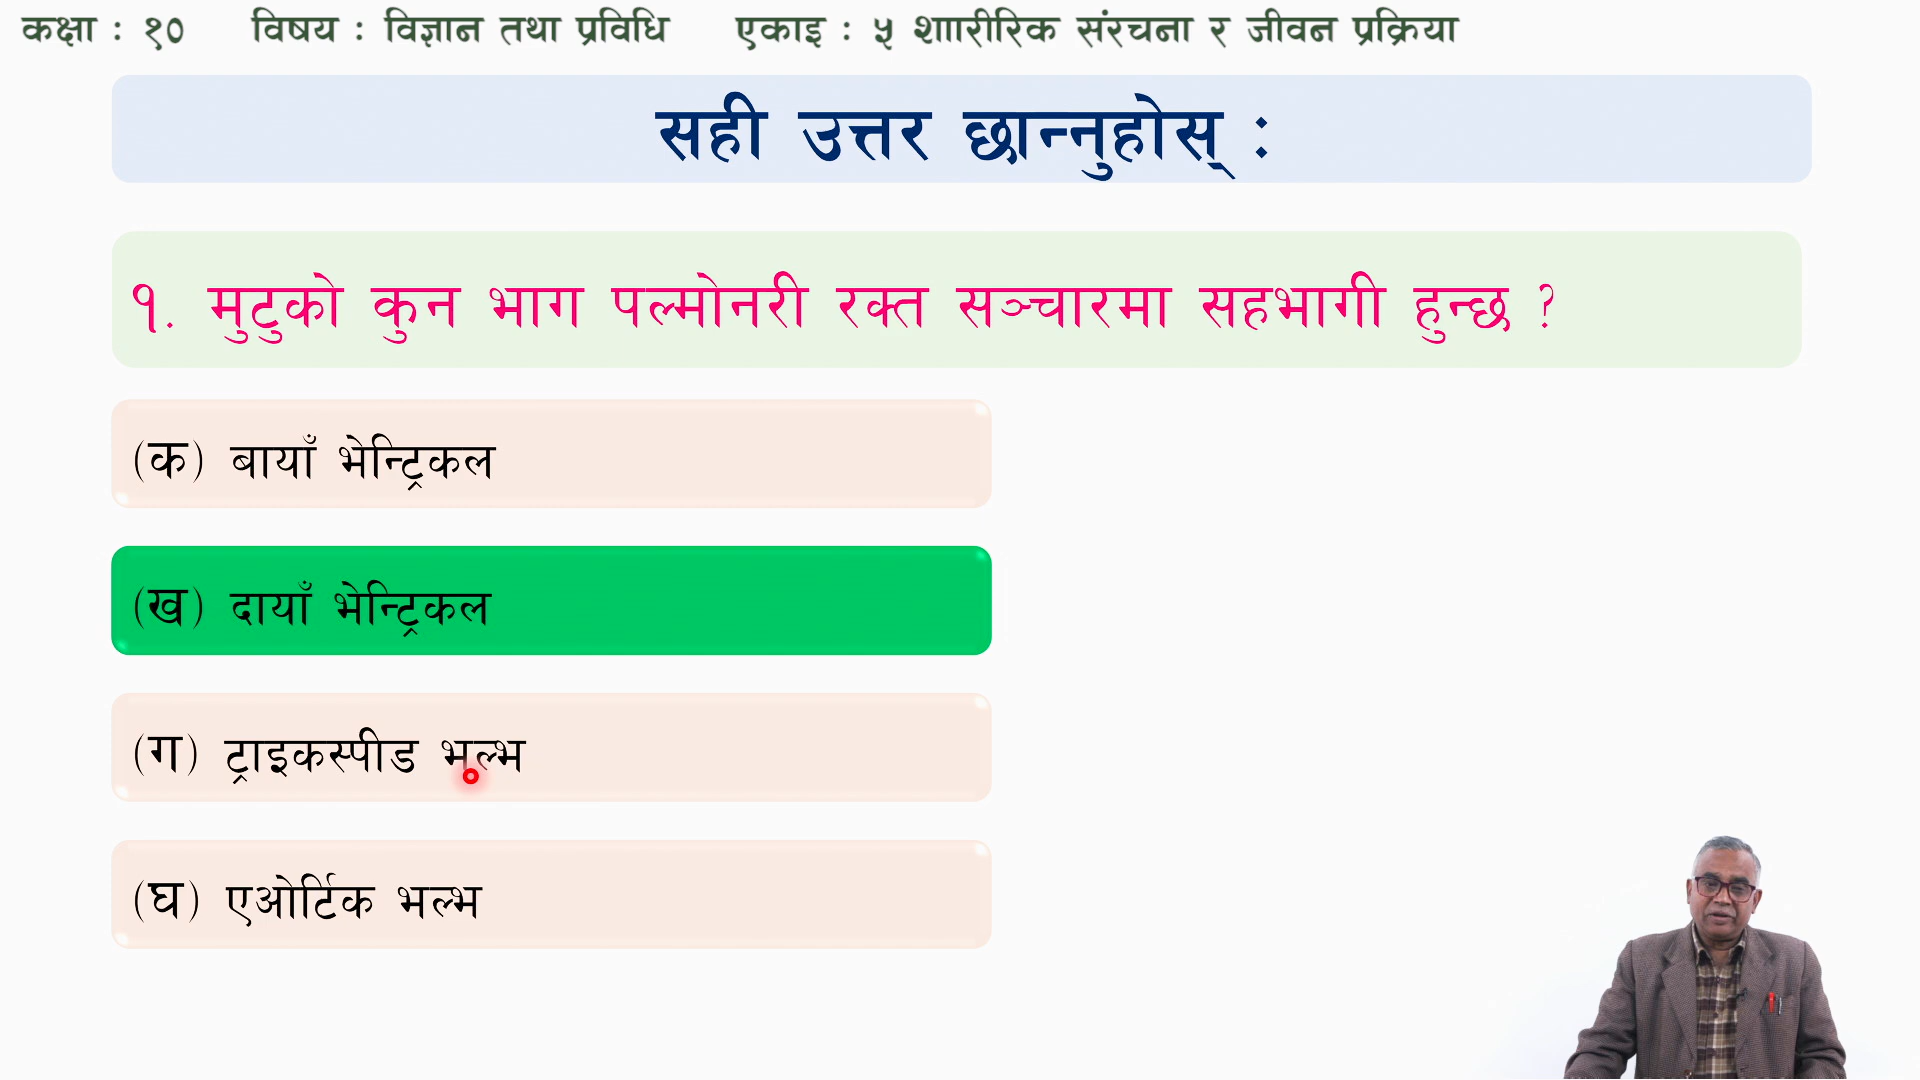 कक्षा : १० विषय : विज्ञान तथा प्रविधि एकाइ : ५ शाारीरिक संरचना र जीवन प्रक्रिया
सही उत्तर छान्नुहोस् :
१. मुटुको कुन भाग पल्मोनरी रक्त सञ्चारमा सहभागी हुन्छ ?
(क) बायाँ भेन्ट्रिकल
(ख) दायाँ भेन्ट्रिकल
(ग) ट्राइकस्पीड भल्भ
(घ) एओर्टिक भल्भ